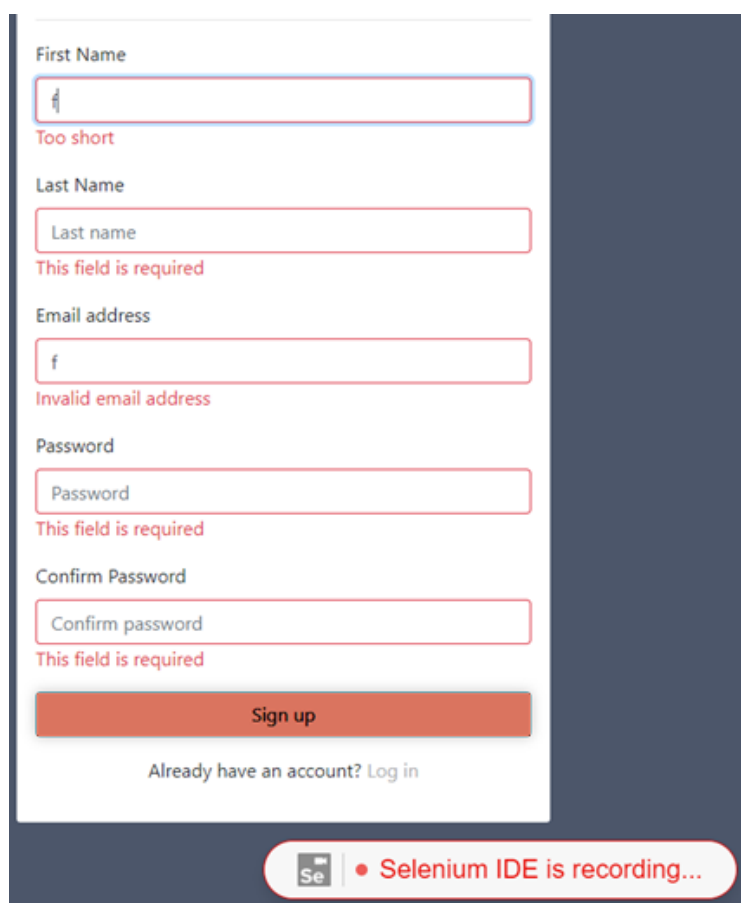 First Name
f
Too short
Last Name
Last name
This field is required
Email address
f
Invalid email address
Password
Password
This field is required
Confirm Password
Confirm password
This field is required
Sign up
Already have an account? Log in
Se Selenium IDE is recording...